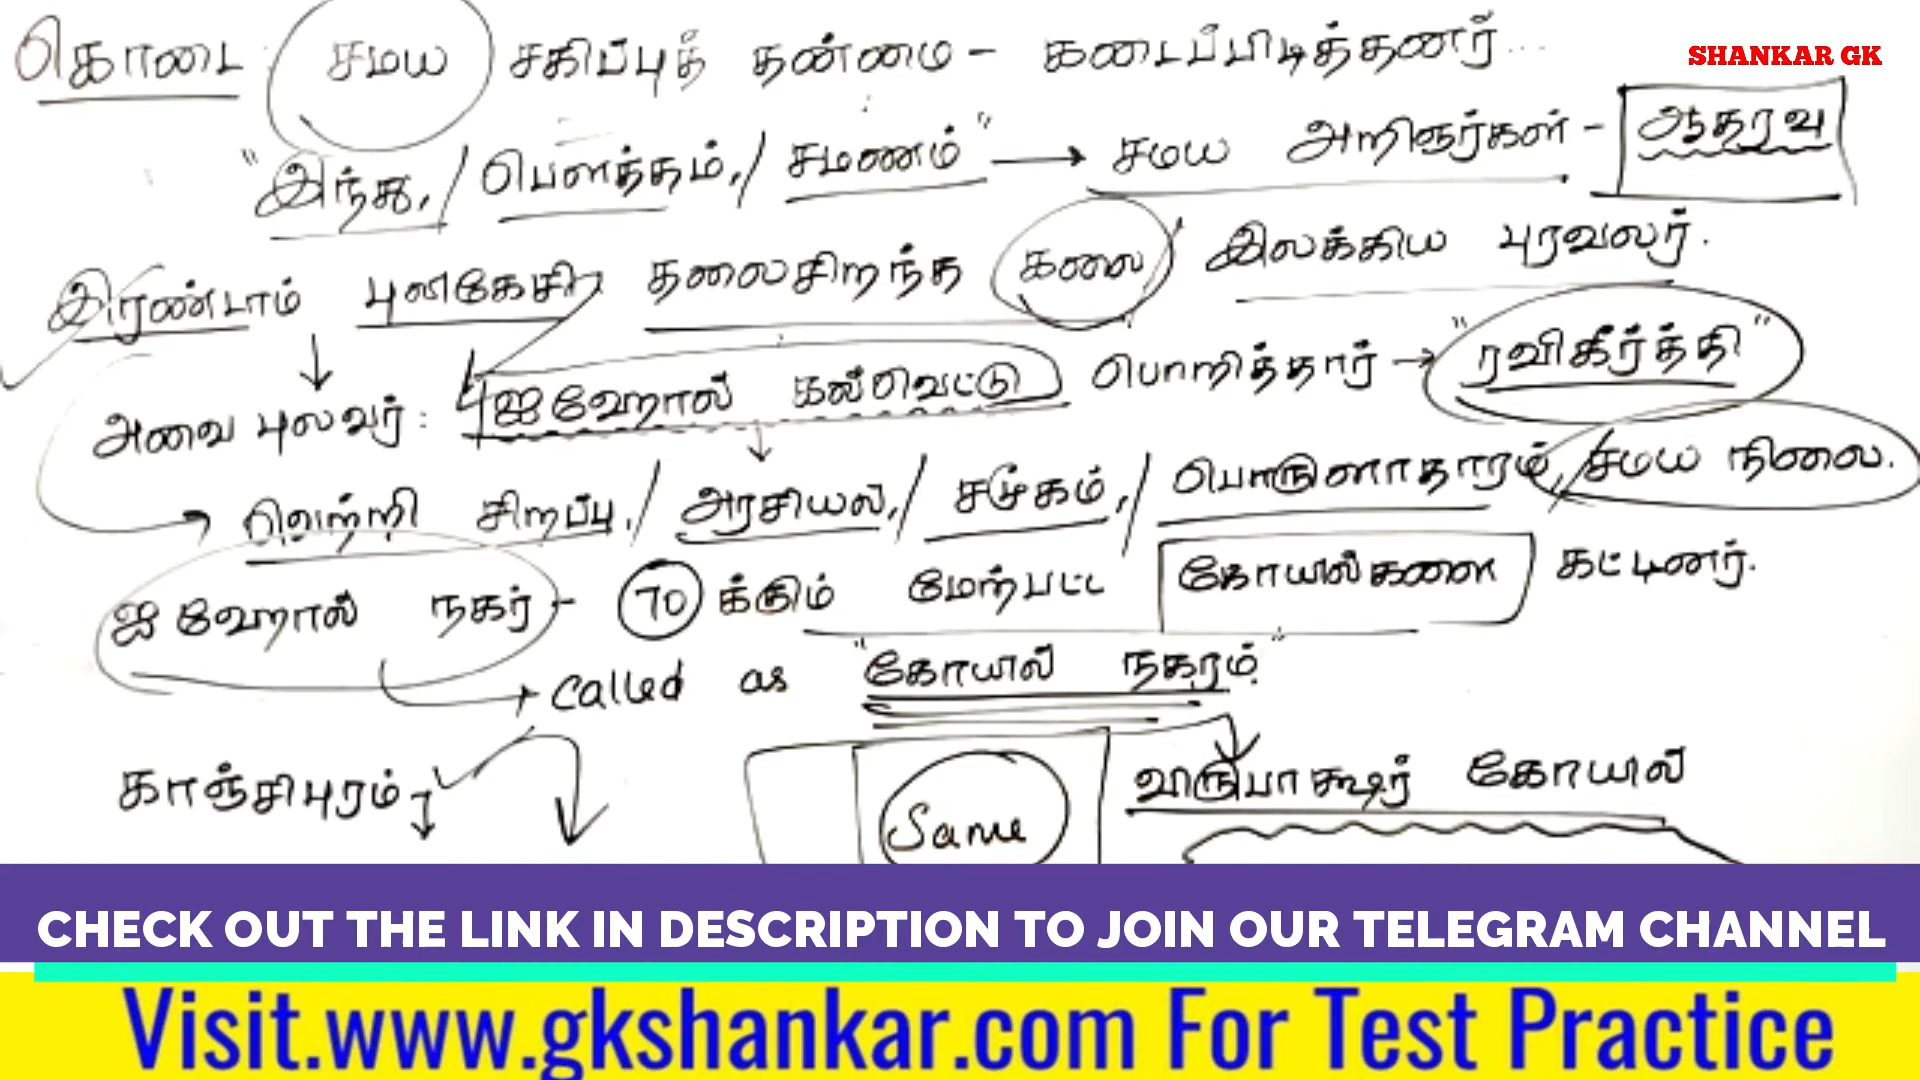 கொடை சமய சகிப்புத் தன்மை - கடைப்பிடித்தனர்...
SHANKAR GK
"இந்து, / பௌத்தம், / சமணம்" → சமய அறிஞர்கள் - ஆதரவு
இரண்டாம் புலிகேசி தலைசிறந்த கலை / இலக்கிய புரவலர்.
அவை புலவர்: ஐஹோல் கல்வெட்டு பொறித்தார் → "ரவிகீர்த்தி"
வெற்றி சிறப்பு, / அரசியல், / சமூகம், / பொருளாதாரம், / சமய நிலை.
ஐஹோல் நகர் - 70 க்கும் மேற்பட்ட கோயில்களை கட்டினர்.
→ Called as "கோயில் நகரம்"
காஞ்சிபுரம் Same விருபாக்ஷர் கோயில்
CHECK OUT THE LINK IN DESCRIPTION TO JOIN OUR TELEGRAM CHANNEL
Visit.www.gkshankar.com For Test Practice